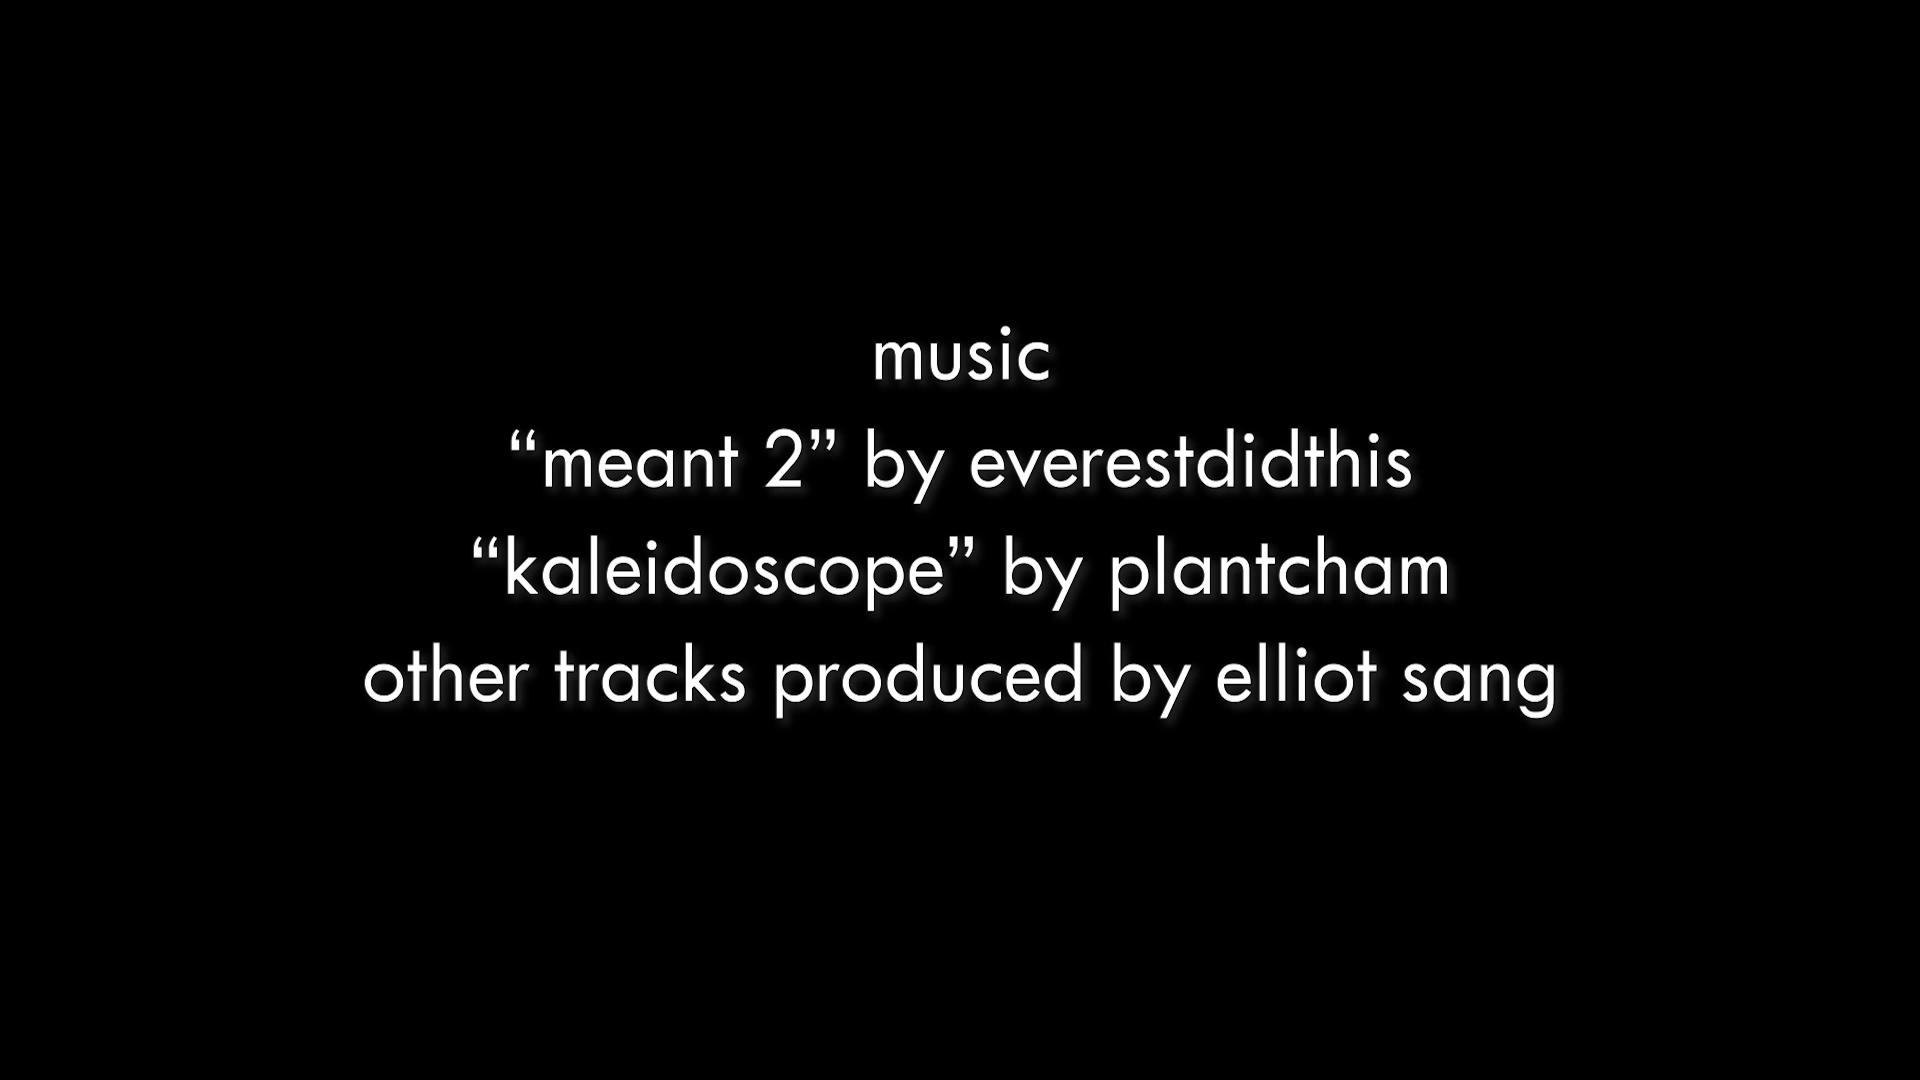 music
“meant 2” by everestdidthis
“kaleidoscope” by plantcham
other tracks produced by elliot sang